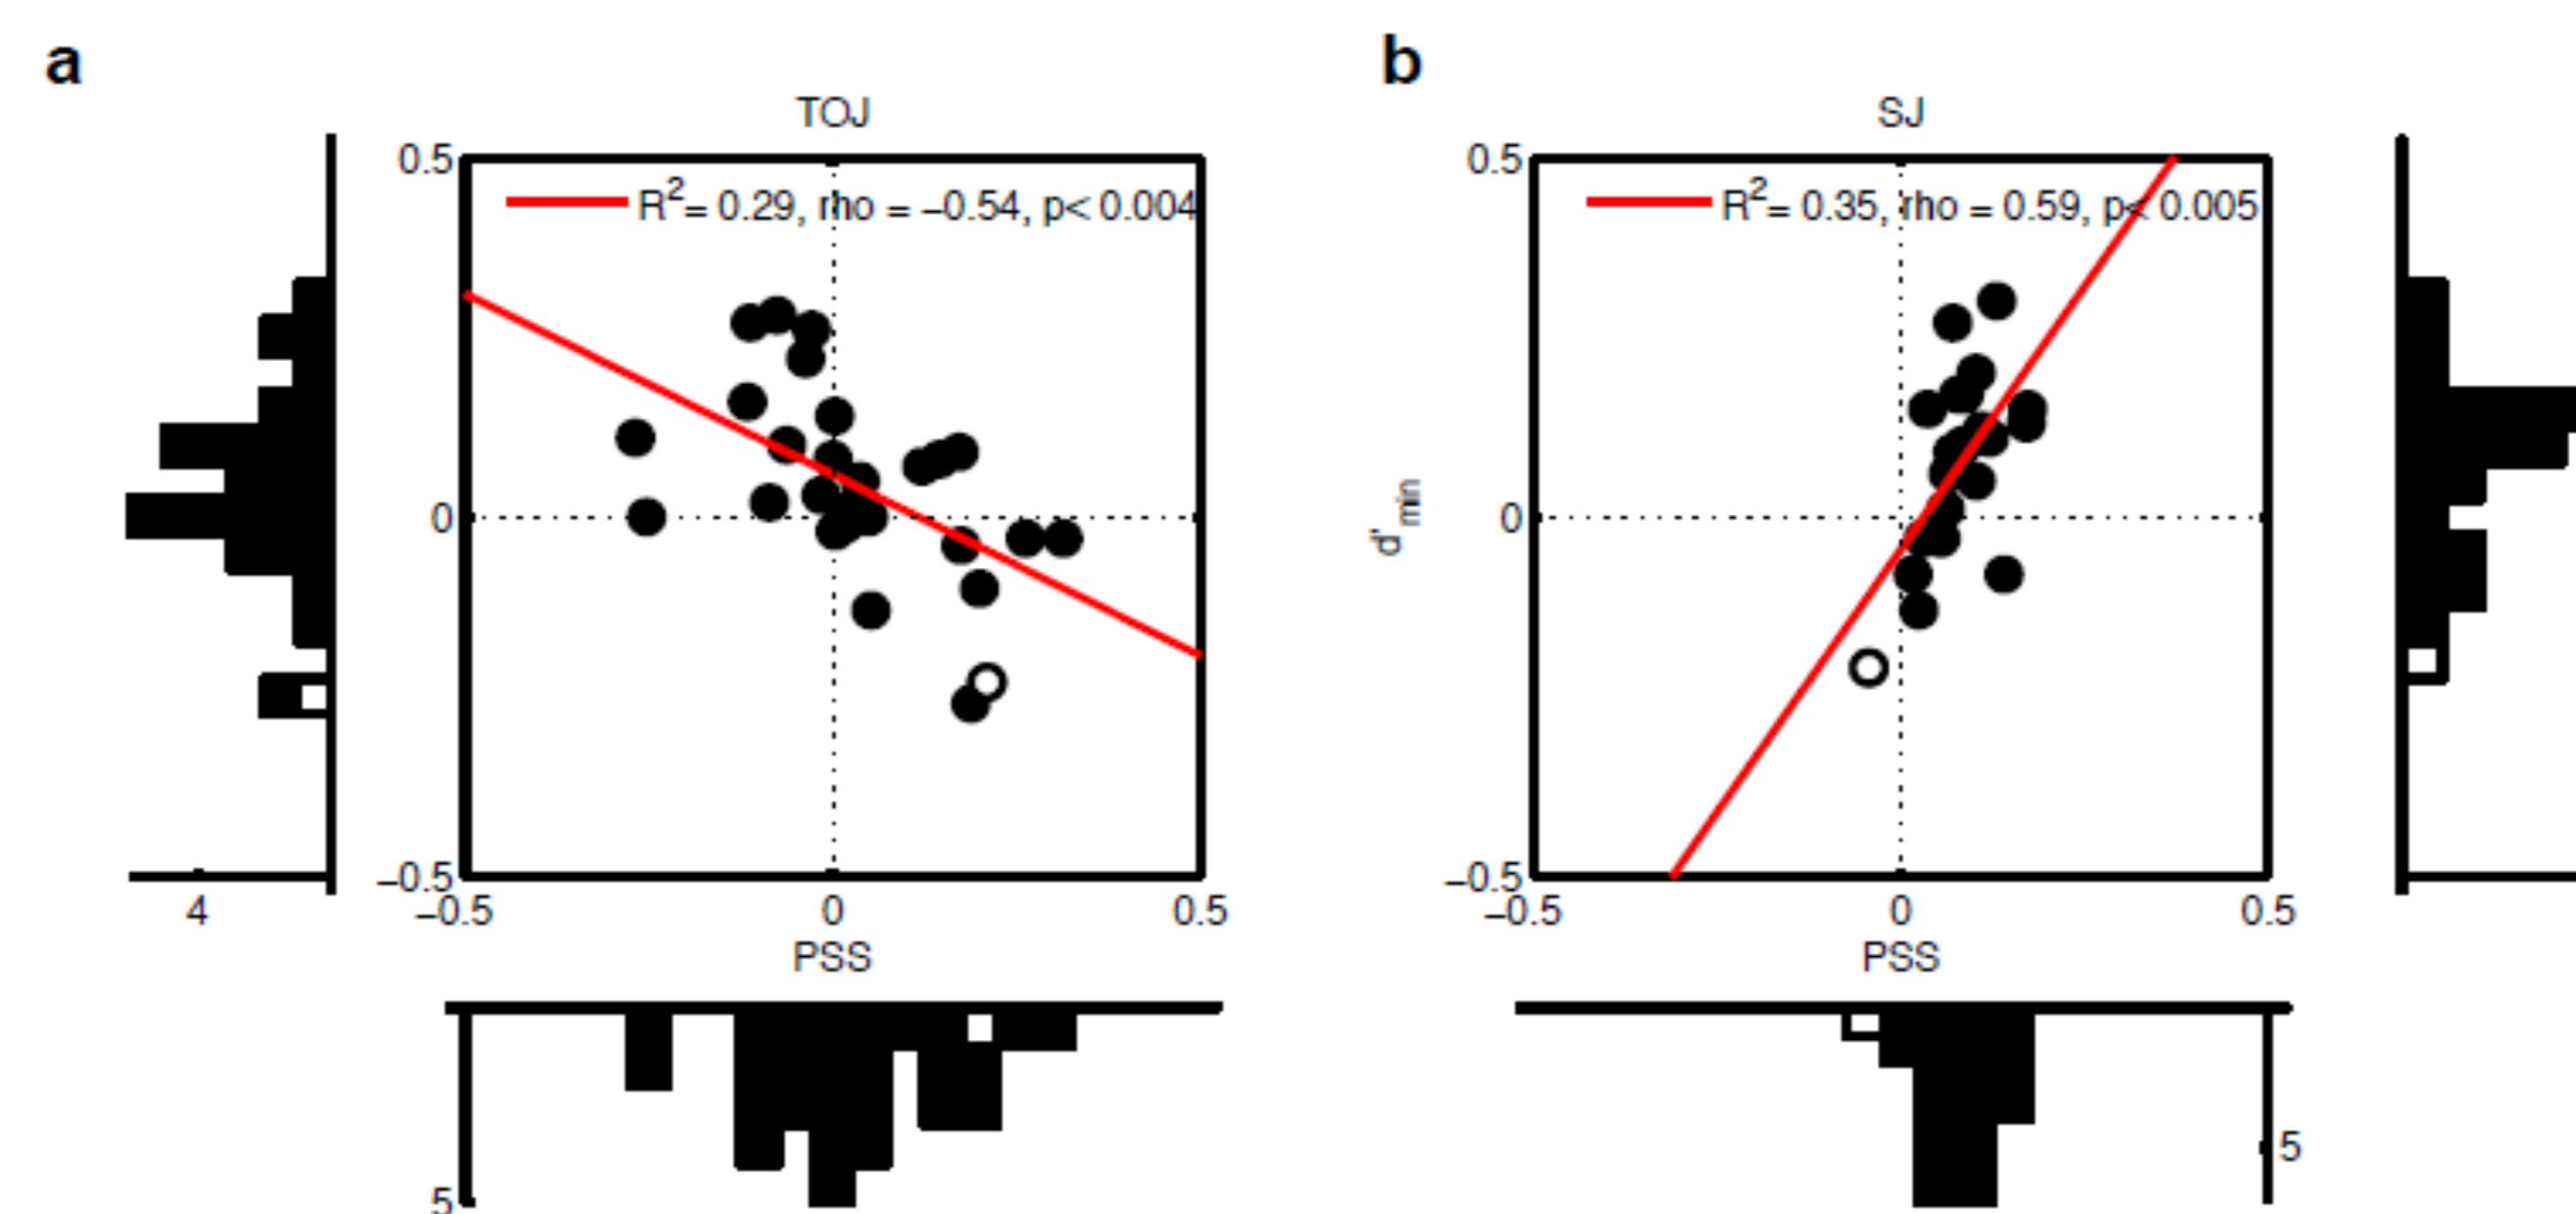 a
TOJ
0.5
R2= 0.29, rho = −0.54, p< 0.004
0
−0.5
4
−0.5 0 0.5
PSS
5
b
SJ
0.5
R2= 0.35, rho = 0.59, p< 0.005
d'min
0
−0.5
−0.5 0 0.5
PSS
5